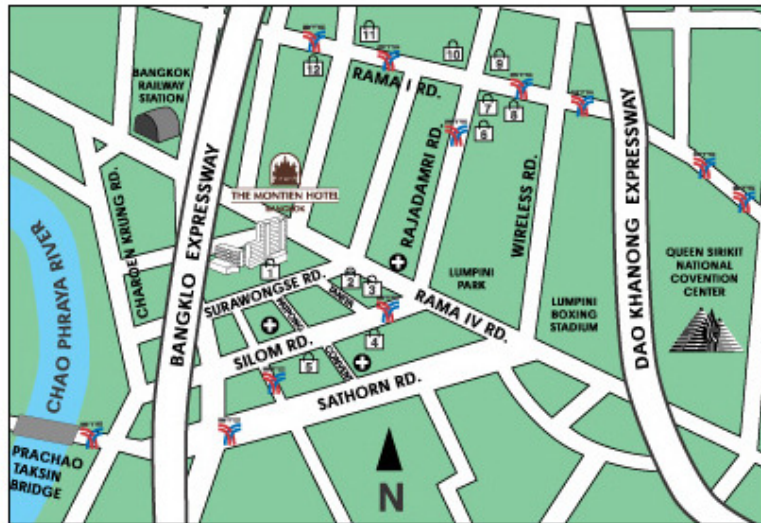 11
12
10
9
BANGKOK
RAILWAY
STATION
RAMA I RD.
7
8
6
THE MONTIEN HOTEL
BANGKOK
CHAROEN KRUNG RD.
BANGKLO EXPRESSWAY
RAJADAMRI RD.
WIRELESS RD.
DAO KHANONG EXPRESSWAY
CHAO PHRAYA RIVER
QUEEN SIRIKIT
NATIONAL
COVENTION
CENTER
1
2
3
LUMPINI
PARK
SURAWONGSE RD.
TANIYA
RAMA IV RD.
LUMPINI
BOXING
STADIUM
SILOM RD.
4
5
SATHORN RD.
PRACHAO
TAKSIN
BRIDGE
N